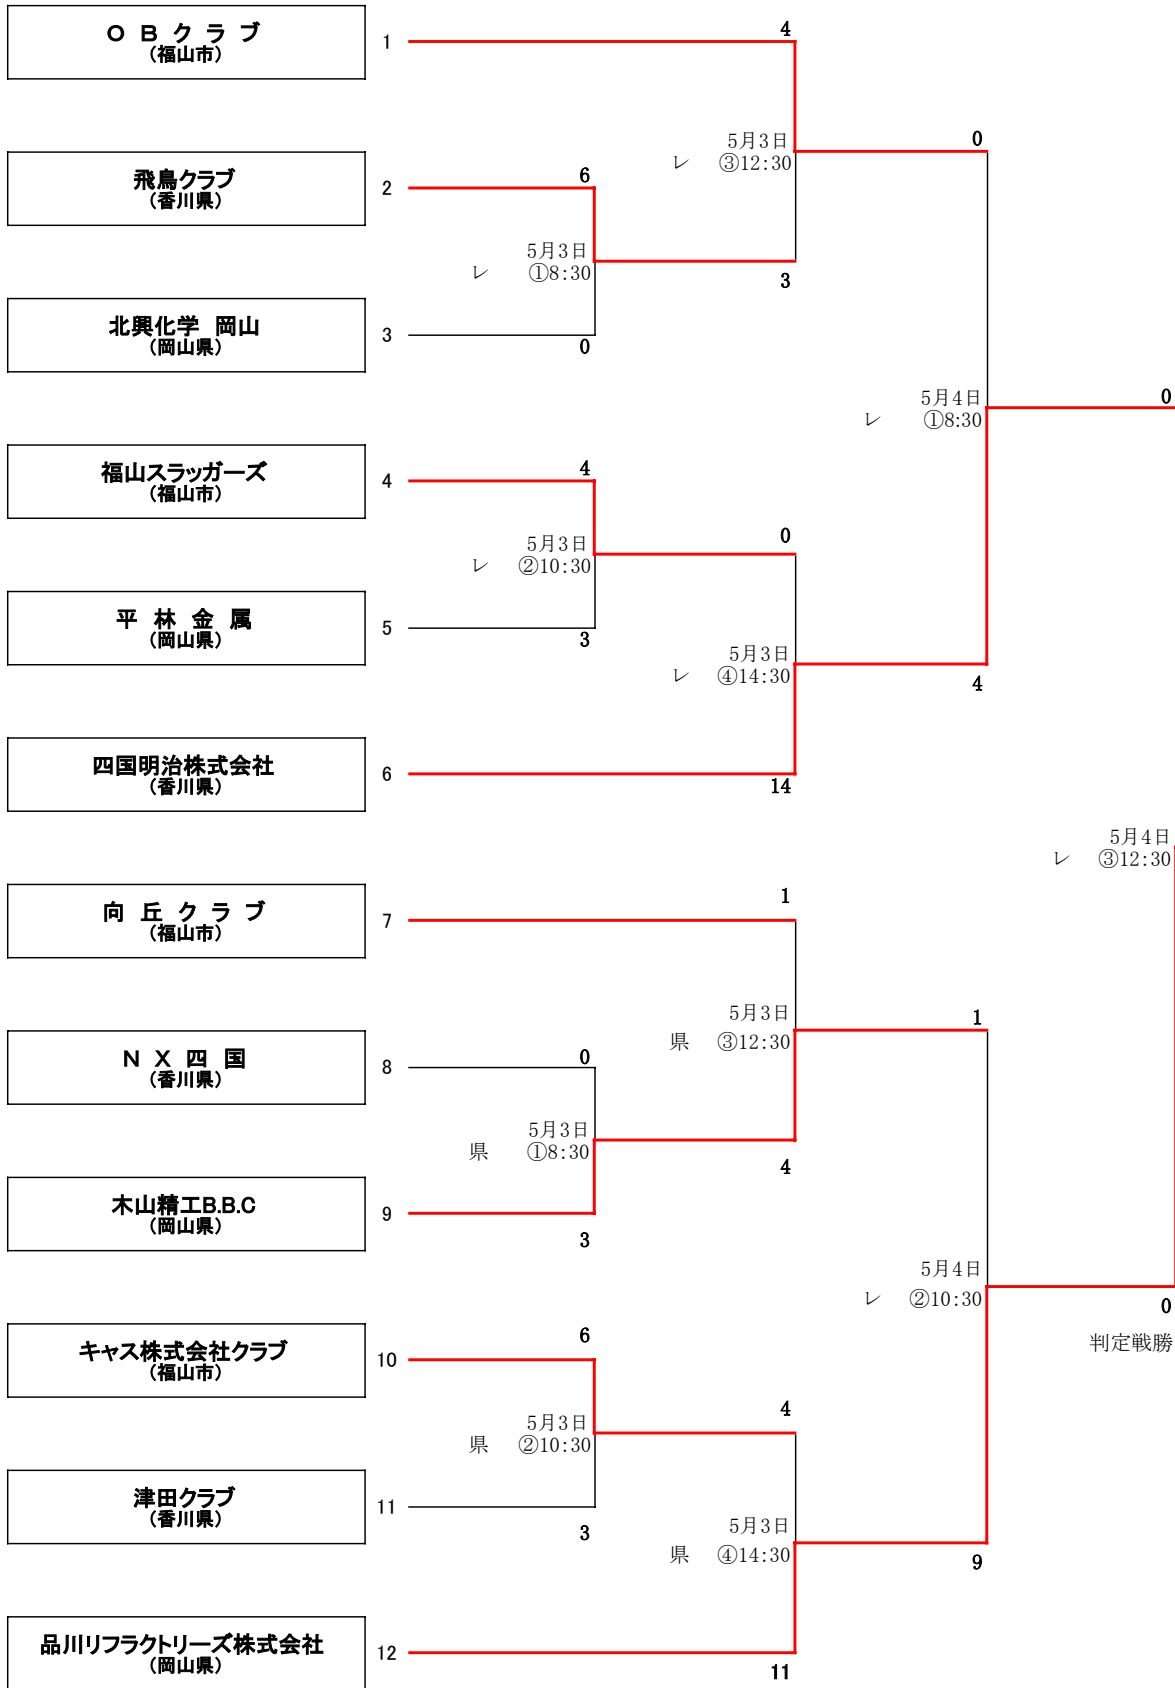 ＯＢクラブ
（福山市）
1
4
5月3日
レ ③12:30
0
飛鳥クラブ
（香川県）
2
6
5月3日
レ ①8:30
3
北興化学 岡山
（岡山県）
3
0
5月4日
レ ①8:30
0
福山スラッガーズ
（福山市）
4
4
5月3日
レ ②10:30
0
平林金属
（岡山県）
5
3
5月3日
レ ④14:30
4
四国明治株式会社
（香川県）
6
14
5月4日
レ ③12:30
向丘クラブ
（福山市）
7
1
5月3日
県 ③12:30
1
ＮＸ四国
（香川県）
8
0
5月3日
県 ①8:30
4
木山精工B.B.C
（岡山県）
9
3
5月4日
レ ②10:30
0
判定戦勝
キャス株式会社クラブ
（福山市）
10
6
5月3日
県 ②10:30
4
津田クラブ
（香川県）
11
3
5月3日
県 ④14:30
9
品川リフラクトリーズ株式会社
（岡山県）
12
11